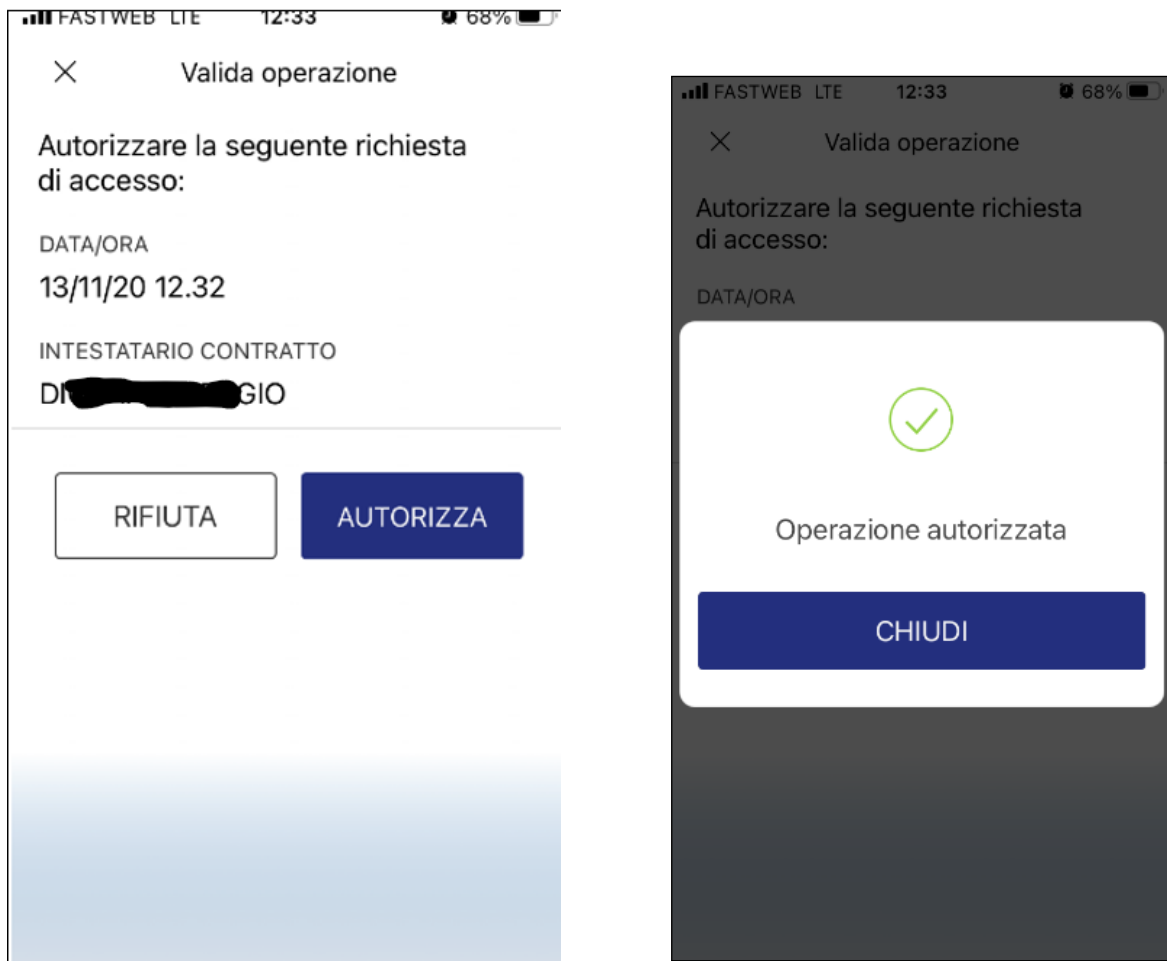 FASTWEB LTE 12:33 68%
Valida operazione
Autorizzare la seguente richiesta
di accesso:
DATA/ORA
13/11/20 12.32
INTESTATARIO CONTRATTO
RIFIUTA AUTORIZZA
FASTWEB LTE 12:33 68%
Valida operazione
Autorizzare la seguente richiesta
di accesso:
DATA/ORA
Operazione autorizzata
CHIUDI